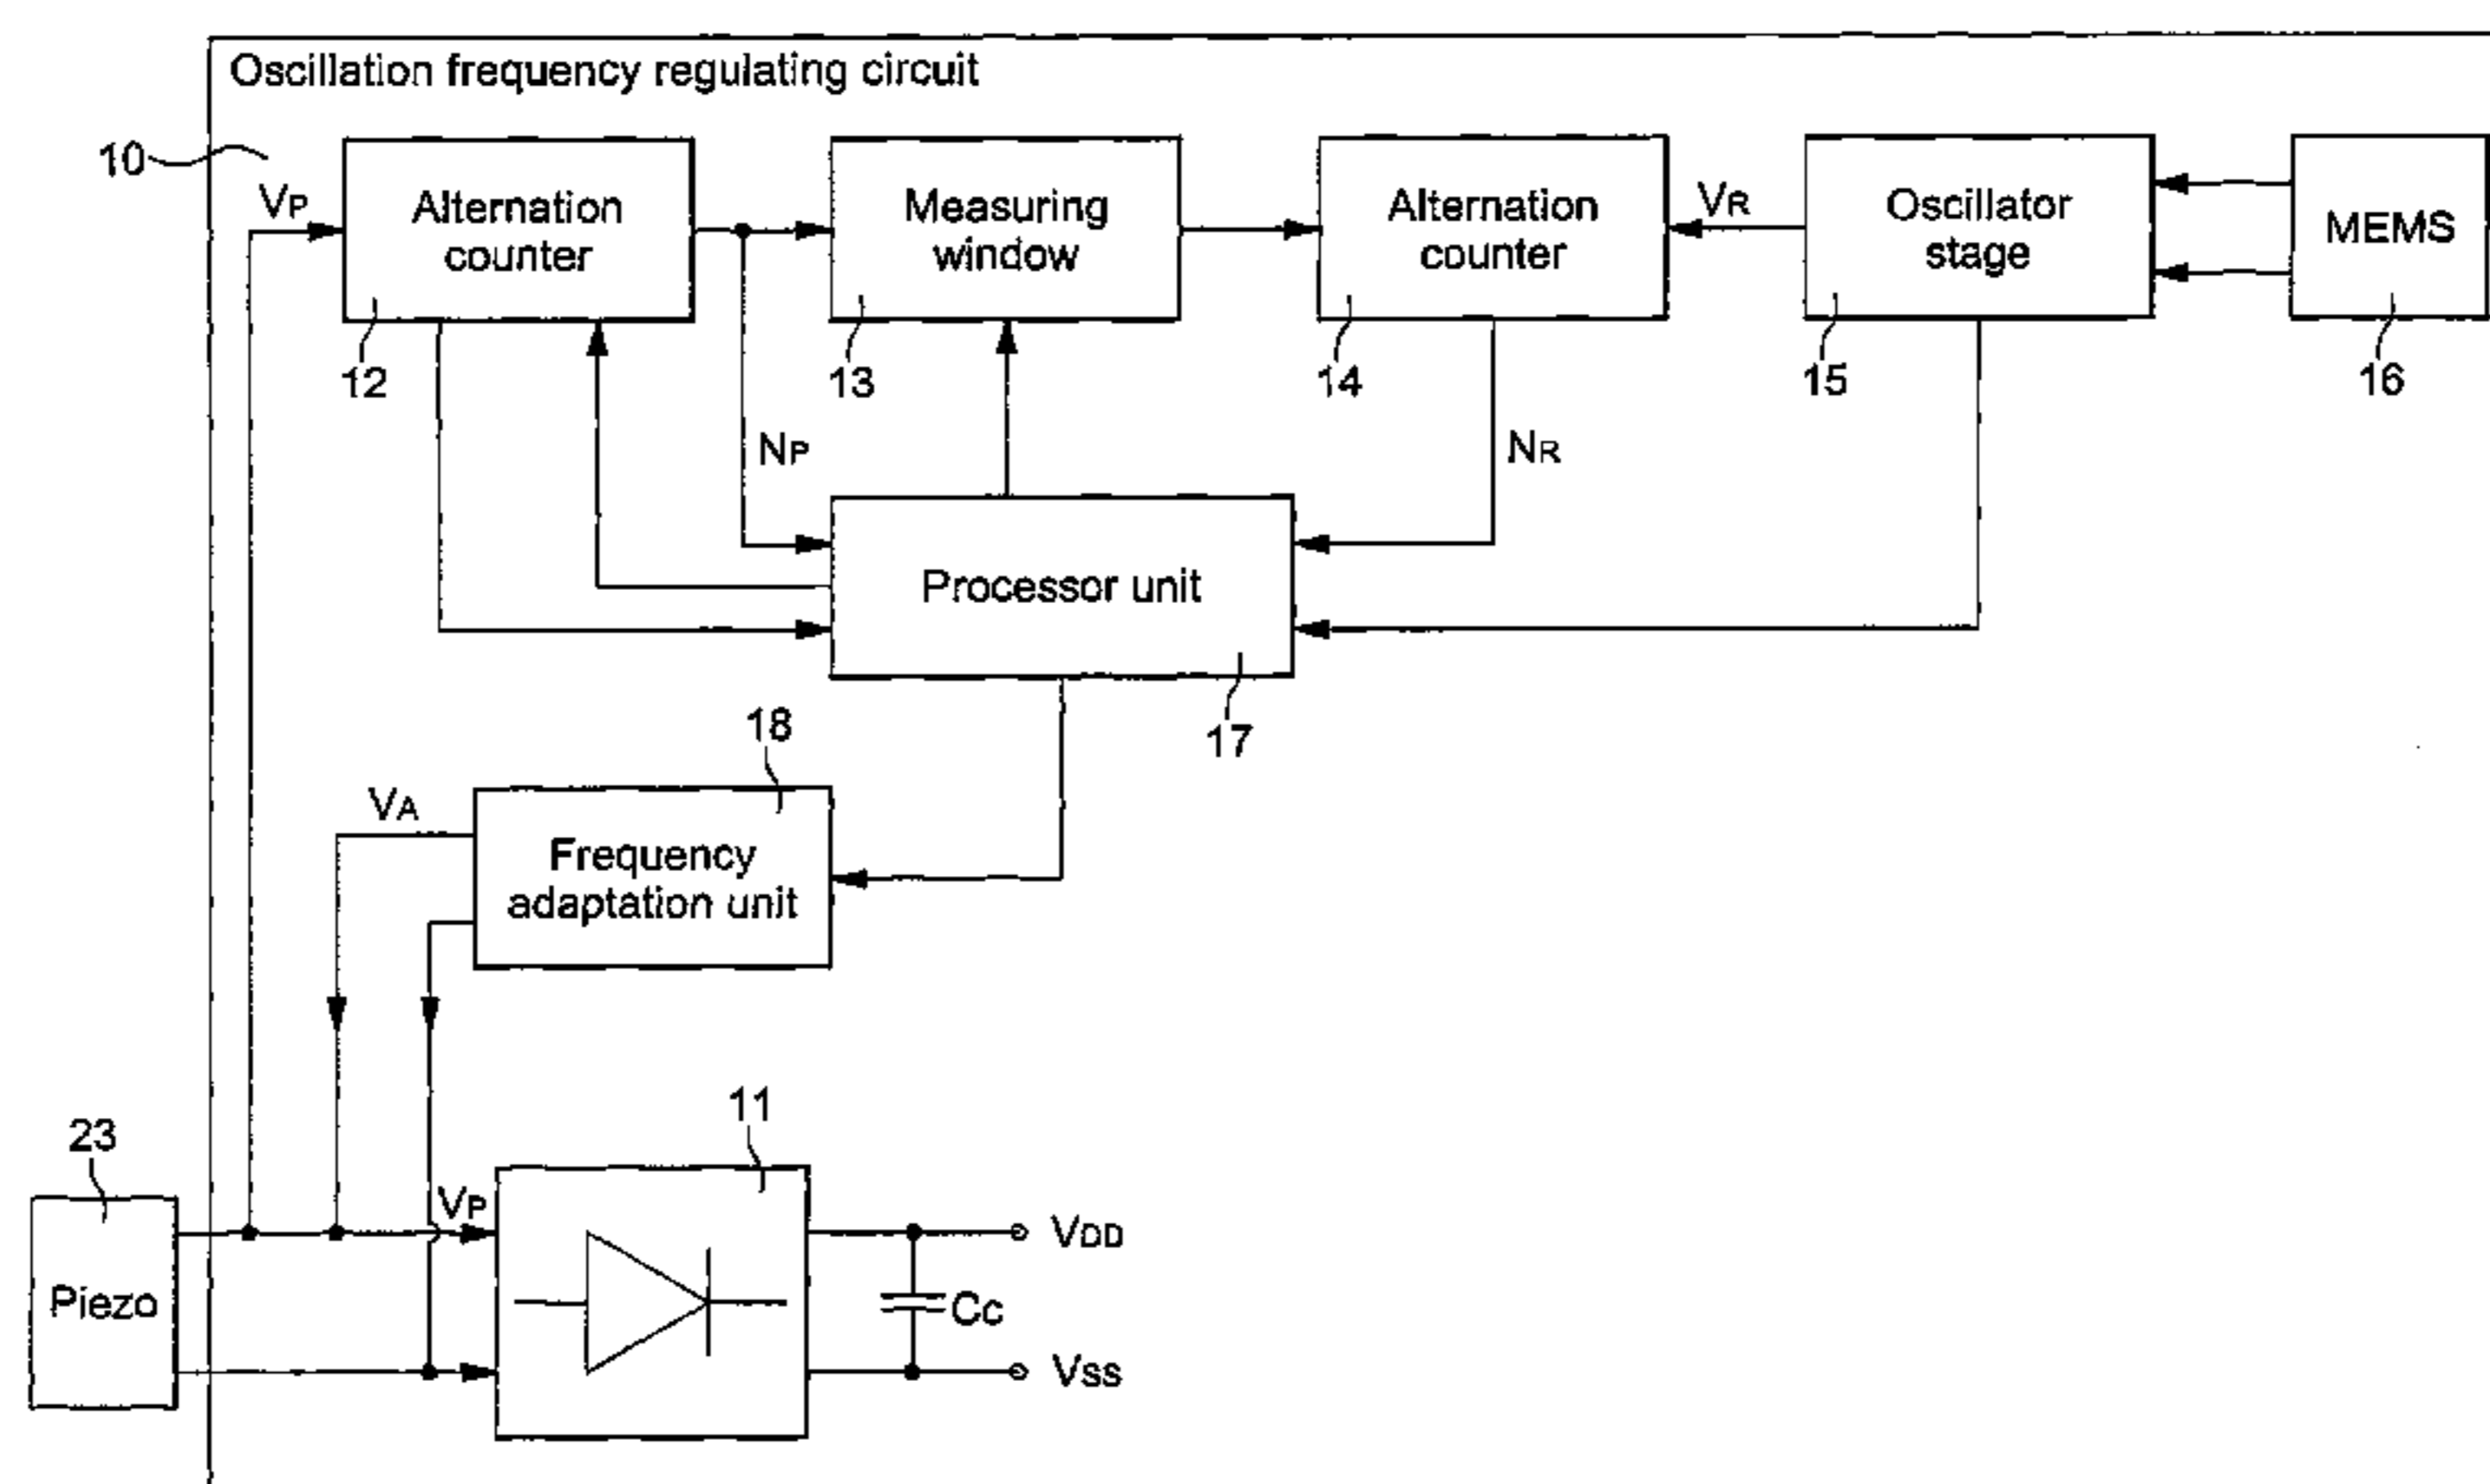 Oscillation frequency regulating circuit
10
VP
Alternation
counter
12
Measuring
window
13
Alternation
counter
14
VR
Oscillator
stage
15
MEMS
16
NP
NR
Processor unit
17
18
VA
Frequency
adaptation unit
11
23
Piezo
VP
VDD
Cc
VSS